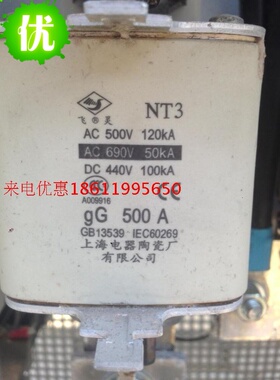 优
飞®灵
NT3
AC 500V 120kA
AC 690V 50kA
DC 440V 100kA
来电优惠18611995650
A009916
CE
gG 500 A
GB13539 IEC60269
上海电器陶瓷厂
有限公司